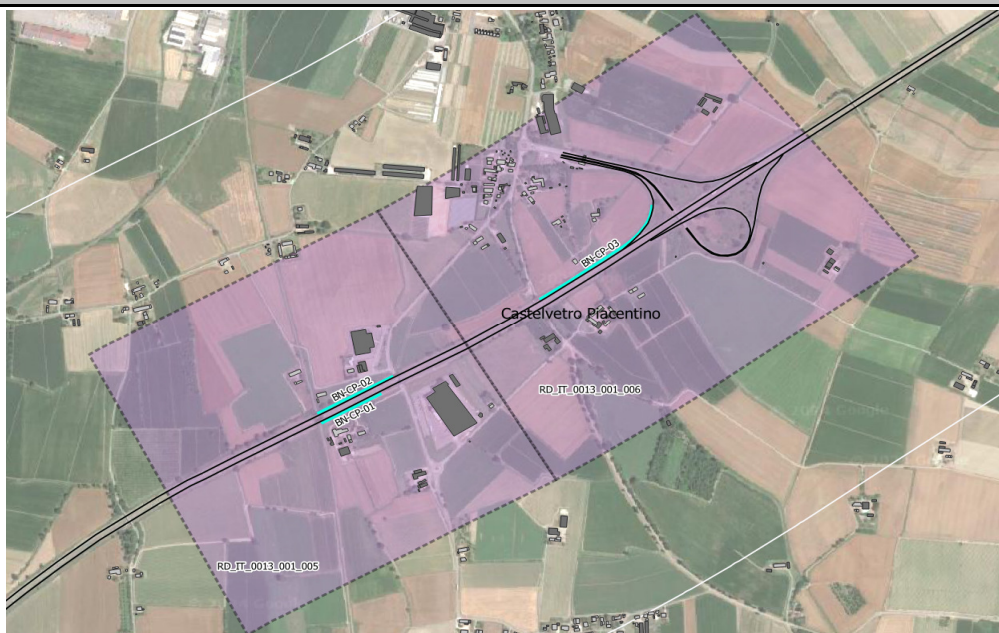 BN-CP-03
Castelvetro Piacentino
BN-CP-02
RD_IT_0013_001_006
BN-CP-01
RD_IT_0013_001_005